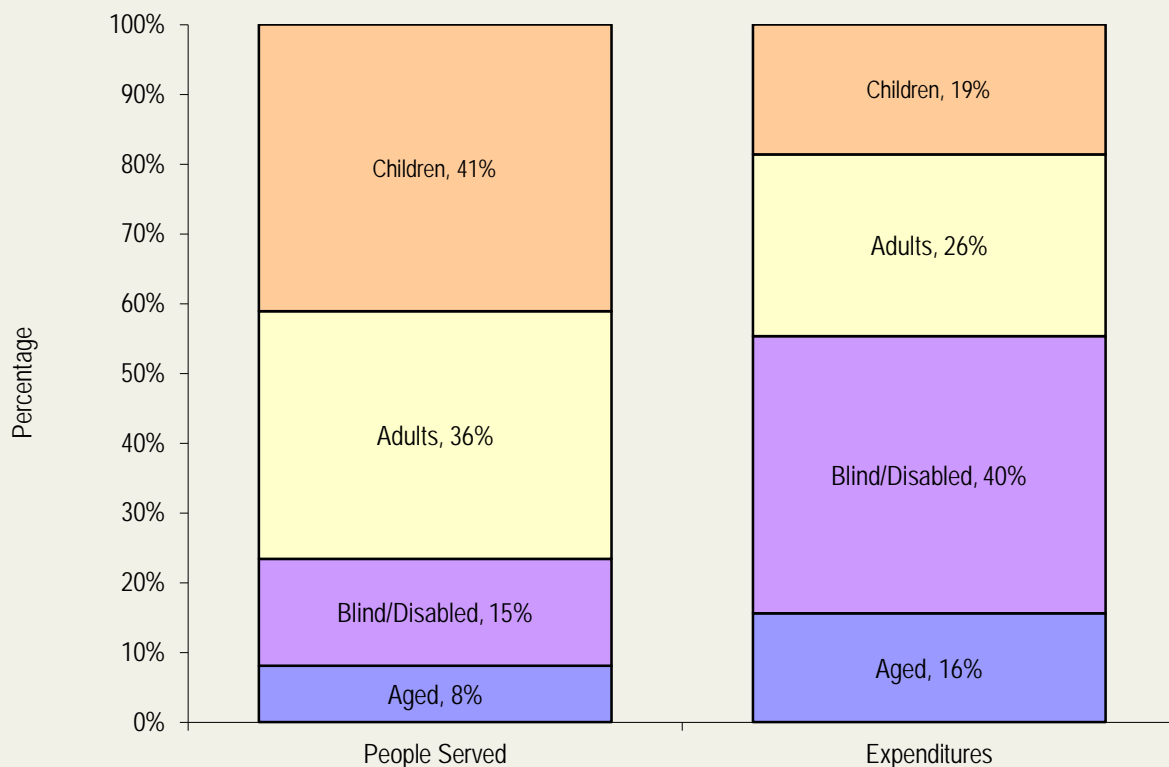 100%
90%
80%
70%
60%
50%
40%
30%
20%
10%
0%
Percentage
Children, 41%
Adults, 36%
Blind/Disabled, 15%
Aged, 8%
Children, 19%
Adults, 26%
Blind/Disabled, 40%
Aged, 16%
People Served
Expenditures